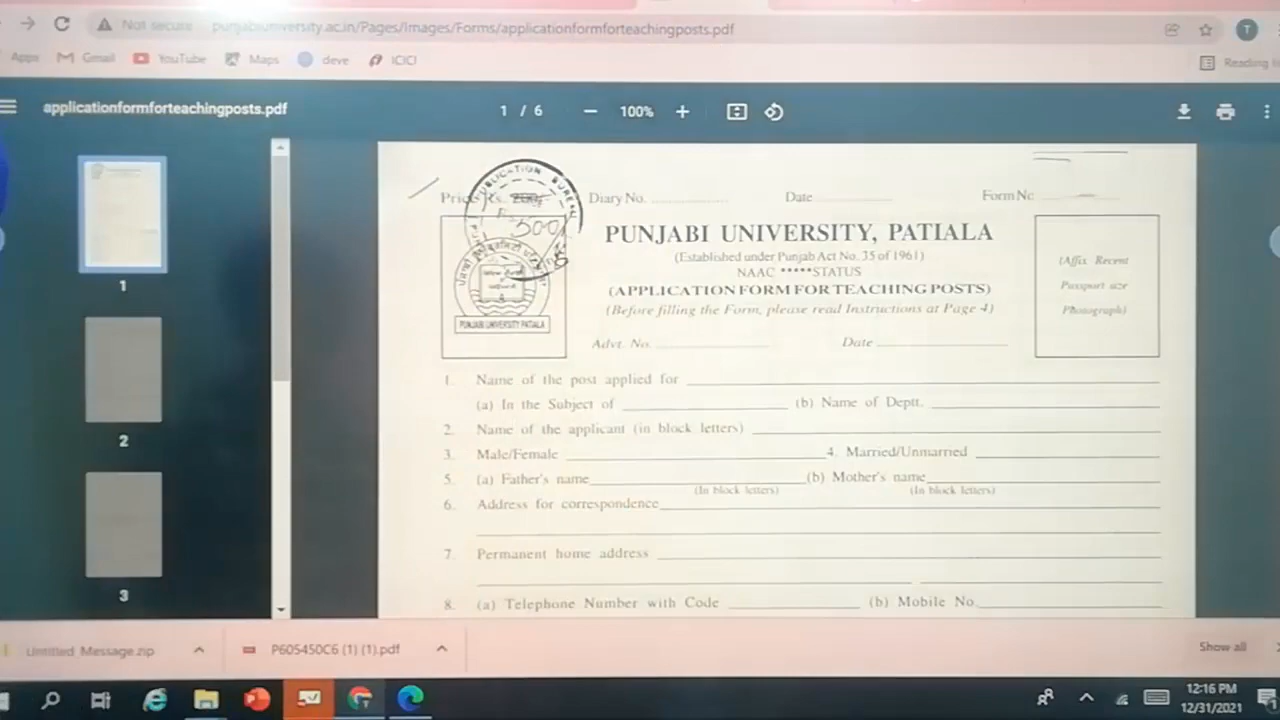 Not secure punjabiuniversity.ac.in/Pages/Images/Forms/applicationformforteachingposts.pdf T
Apps Gmail YouTube Maps deve ICICI Reading
applicationformforteachingposts.pdf 1 / 6 100%
1
2
3
PUBLICATION BUREAU
500
Diary No. Date Form No
PUNJABI UNIVERSITY, PATIALA
(Established under Punjab Act No. 35 of 1961)
NAAC *****STATUS
(APPLICATION FORM FOR TEACHING POSTS)
(Before filling the Form, please read Instructions at Page 4)
PUNJABI UNIVERSITY PATIALA
(Affix Recent
Passport size
Photograph)
Advt. No. Date
1. Name of the post applied for
(a) In the Subject of (b) Name of Deptt.
2. Name of the applicant (in block letters)
3. Male/Female 4. Married/Unmarried
5. (a) Father's name (b) Mother's name
(In block letters) (In block letters)
6. Address for correspondence
7. Permanent home address
8. (a) Telephone Number with Code (b) Mobile No.
Untitled_Message.zip P605450C6 (1) (1).pdf Show all
12:16 PM
12/31/2021